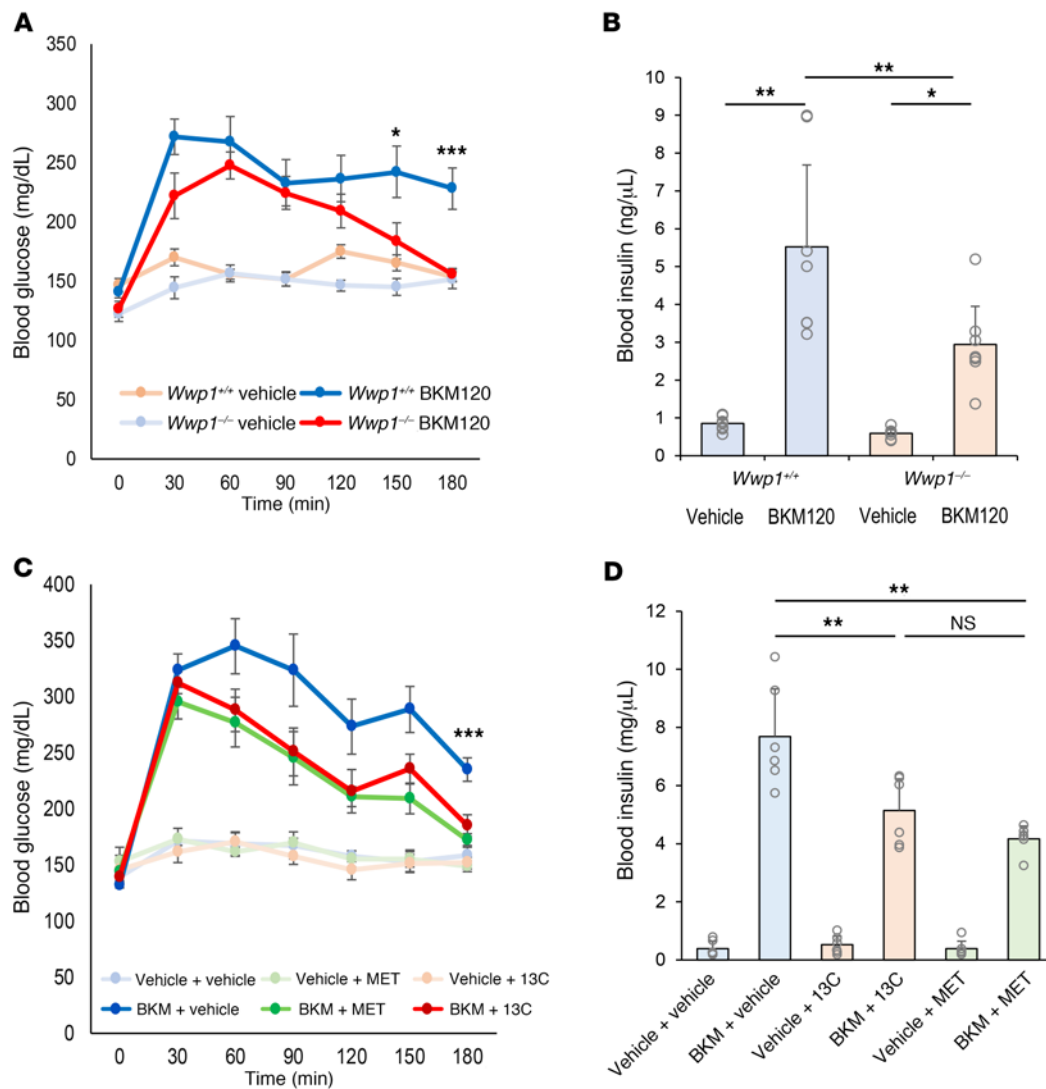 A
Blood glucose (mg/dL)
350
300
250
200
150
100
50
0
*
***
Wwp1+/+ vehicle
Wwp1+/+ BKM120
Wwp1–/– vehicle
Wwp1–/– BKM120
0 30 60 90 120 150 180
Time (min)
B
Blood insulin (ng/μL)
10
9
8
7
6
5
4
3
2
1
0
**
**
*
Wwp1+/+ Wwp1–/–
Vehicle BKM120 Vehicle BKM120
C
Blood glucose (mg/dL)
400
350
300
250
200
150
100
50
0
***
Vehicle + vehicle Vehicle + MET Vehicle + 13C
BKM + vehicle BKM + MET BKM + 13C
0 30 60 90 120 150 180
Time (min)
D
Blood insulin (mg/μL)
12
10
8
6
4
2
0
**
**
NS
Vehicle + vehicle
BKM + vehicle
Vehicle + 13C
BKM + 13C
Vehicle + MET
BKM + MET